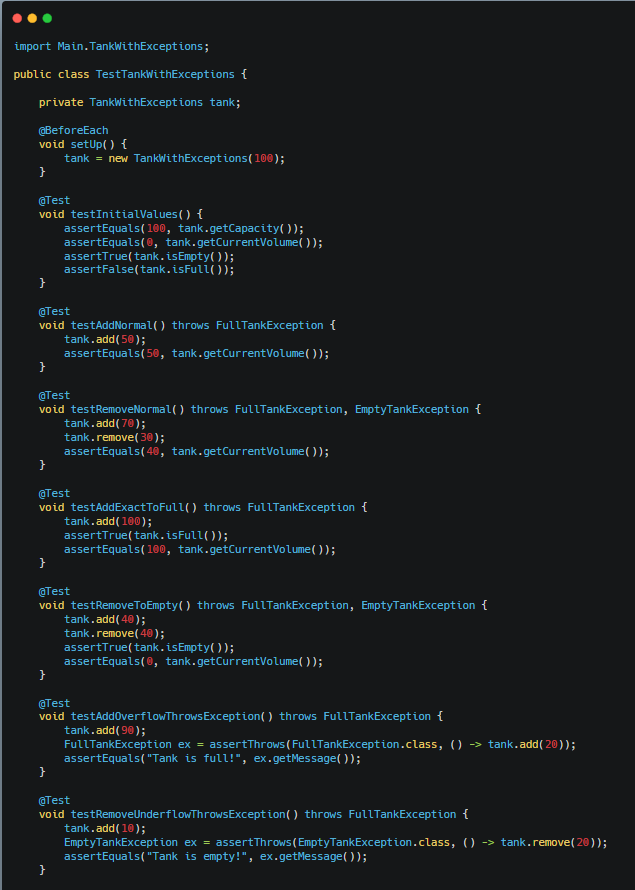 import Main.TankWithExceptions;
public class TestTankWithExceptions {
private TankWithExceptions tank;
@BeforeEach
void setUp() {
tank = new TankWithExceptions(100);
}
@Test
void testInitialValues() {
assertEquals(100, tank.getCapacity());
assertEquals(0, tank.getCurrentVolume());
assertTrue(tank.isEmpty());
assertFalse(tank.isFull());
}
@Test
void testAddNormal() throws FullTankException {
tank.add(50);
assertEquals(50, tank.getCurrentVolume());
}
@Test
void testRemoveNormal() throws FullTankException, EmptyTankException {
tank.add(70);
tank.remove(30);
assertEquals(40, tank.getCurrentVolume());
}
@Test
void testAddExactToFull() throws FullTankException {
tank.add(100);
assertTrue(tank.isFull());
assertEquals(100, tank.getCurrentVolume());
}
@Test
void testRemoveToEmpty() throws FullTankException, EmptyTankException {
tank.add(40);
tank.remove(40);
assertTrue(tank.isEmpty());
assertEquals(0, tank.getCurrentVolume());
}
@Test
void testAddOverflowThrowsException() throws FullTankException {
tank.add(90);
FullTankException ex = assertThrows(FullTankException.class, () -> tank.add(20));
assertEquals("Tank is full!", ex.getMessage());
}
@Test
void testRemoveUnderflowThrowsException() throws FullTankException {
tank.add(10);
EmptyTankException ex = assertThrows(EmptyTankException.class, () -> tank.remove(20));
assertEquals("Tank is empty!", ex.getMessage());
}